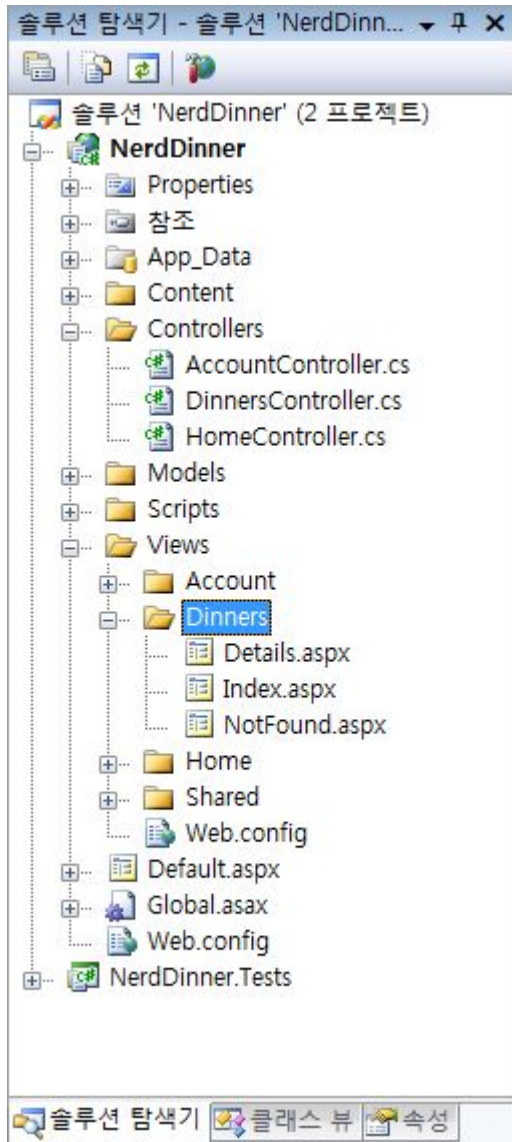 솔루션 탐색기 - 솔루션 'NerdDinn...
솔루션 'NerdDinner' (2 프로젝트)
NerdDinner
Properties
참조
App_Data
Content
Controllers
AccountController.cs
DinnersController.cs
HomeController.cs
Models
Scripts
Views
Account
Dinners
Details.aspx
Index.aspx
NotFound.aspx
Home
Shared
Web.config
Default.aspx
Global.asax
Web.config
NerdDinner.Tests
솔루션 탐색기 클래스 뷰 속성